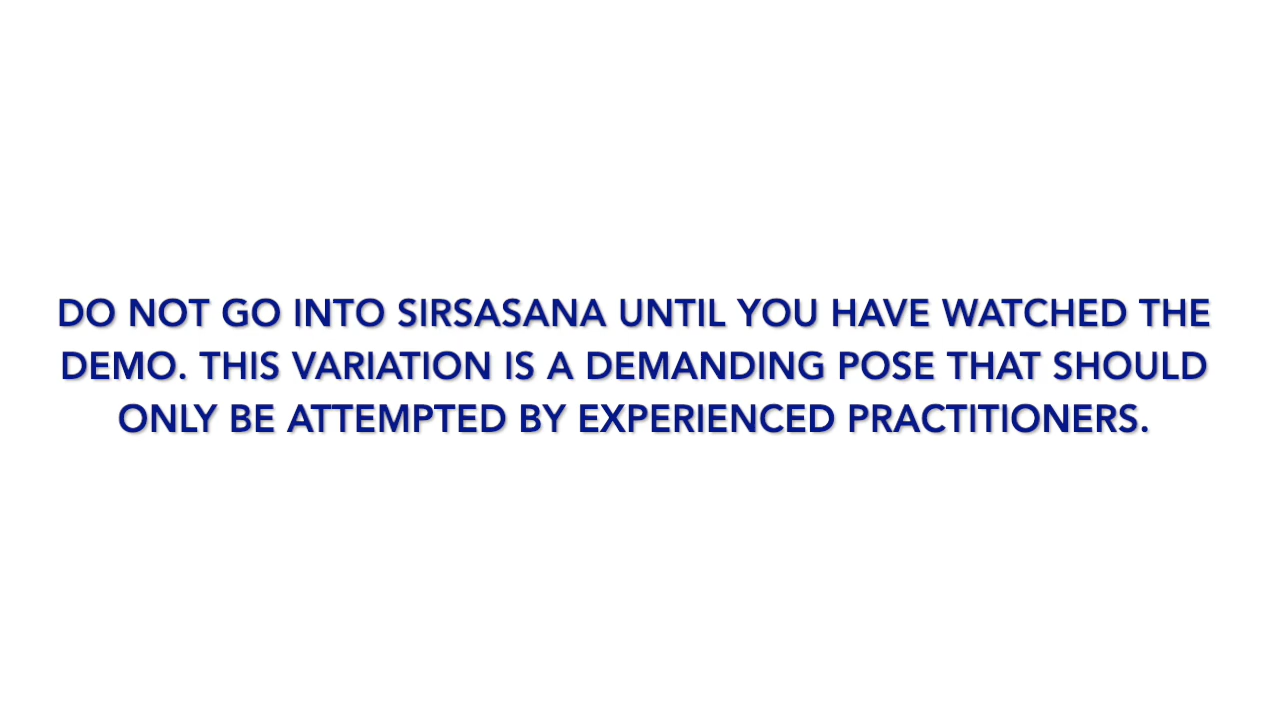 DO NOT GO INTO SIRSASANA UNTIL YOU HAVE WATCHED THE
DEMO. THIS VARIATION IS A DEMANDING POSE THAT SHOULD
ONLY BE ATTEMPTED BY EXPERIENCED PRACTITIONERS.